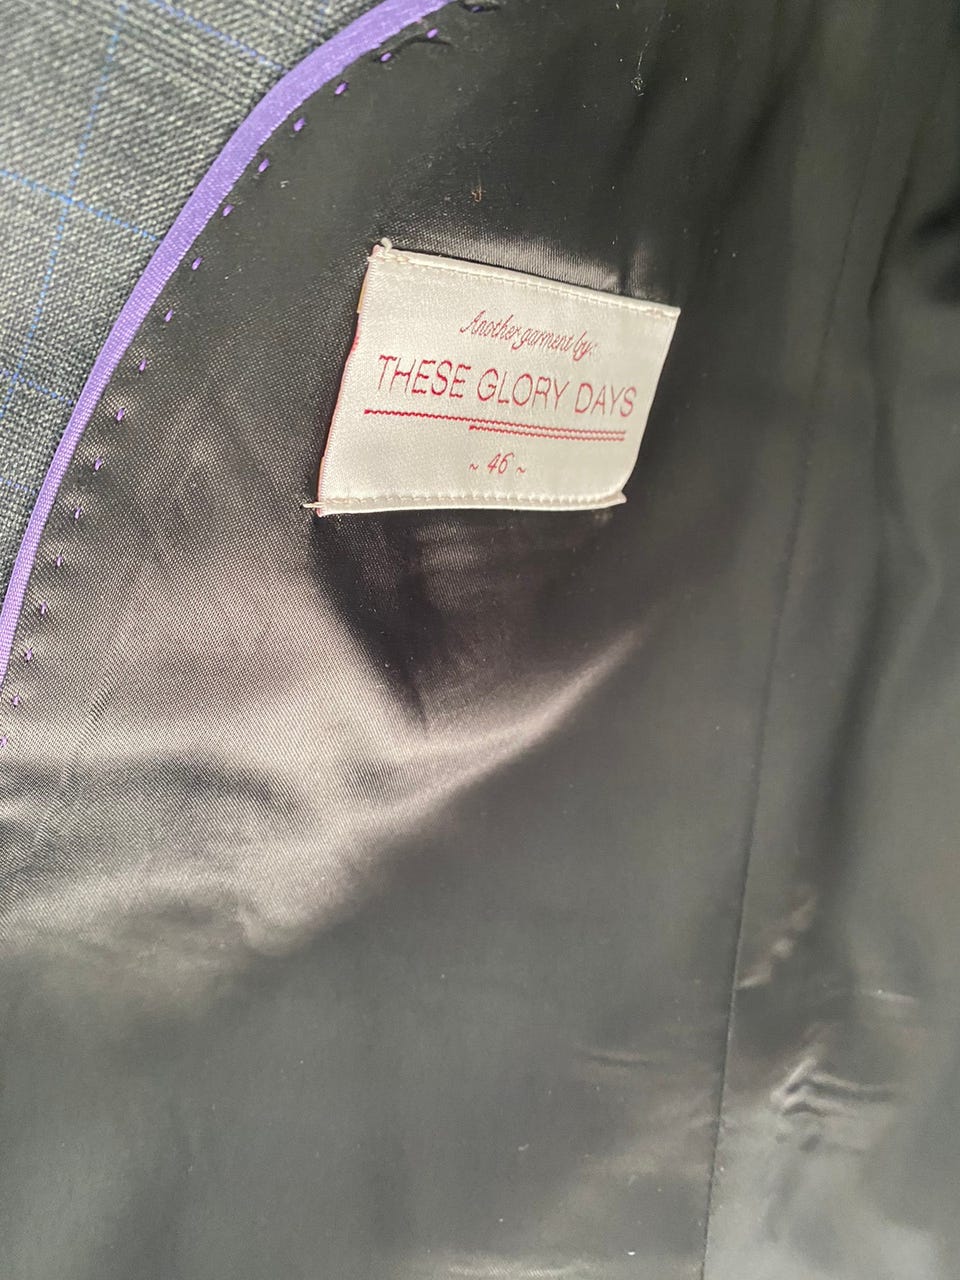 Another garment by:
THESE GLORY DAYS
~ 46 ~